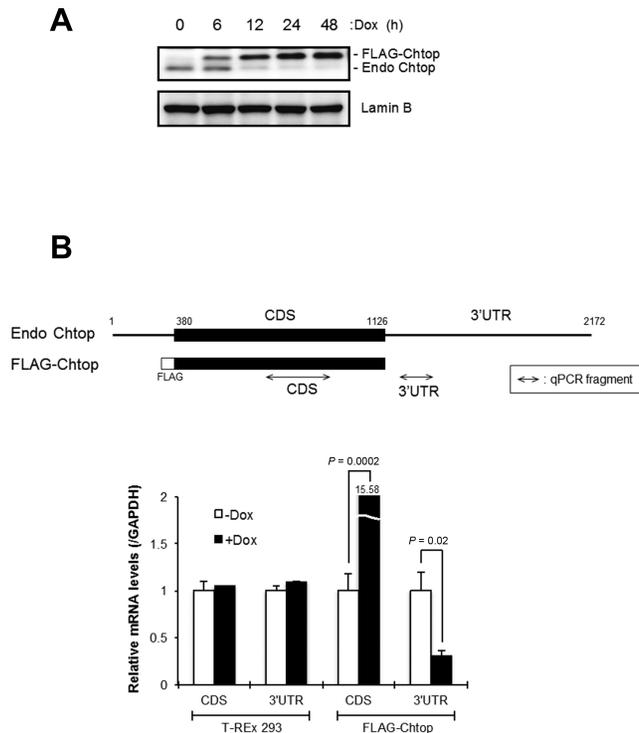 A
0 6 12 24 48 :Dox (h)
- FLAG-Chtop
- Endo Chtop
Lamin B
B
1 380 CDS 1126 3'UTR 2172
Endo Chtop
FLAG-Chtop
FLAG CDS 3'UTR
↔ : qPCR fragment
P = 0.0002
15.58
P = 0.02
-Dox
+Dox
Relative mRNA levels (/GAPDH)
2
1.5
1
0.5
0
CDS 3'UTR CDS 3'UTR
T-REx 293 FLAG-Chtop